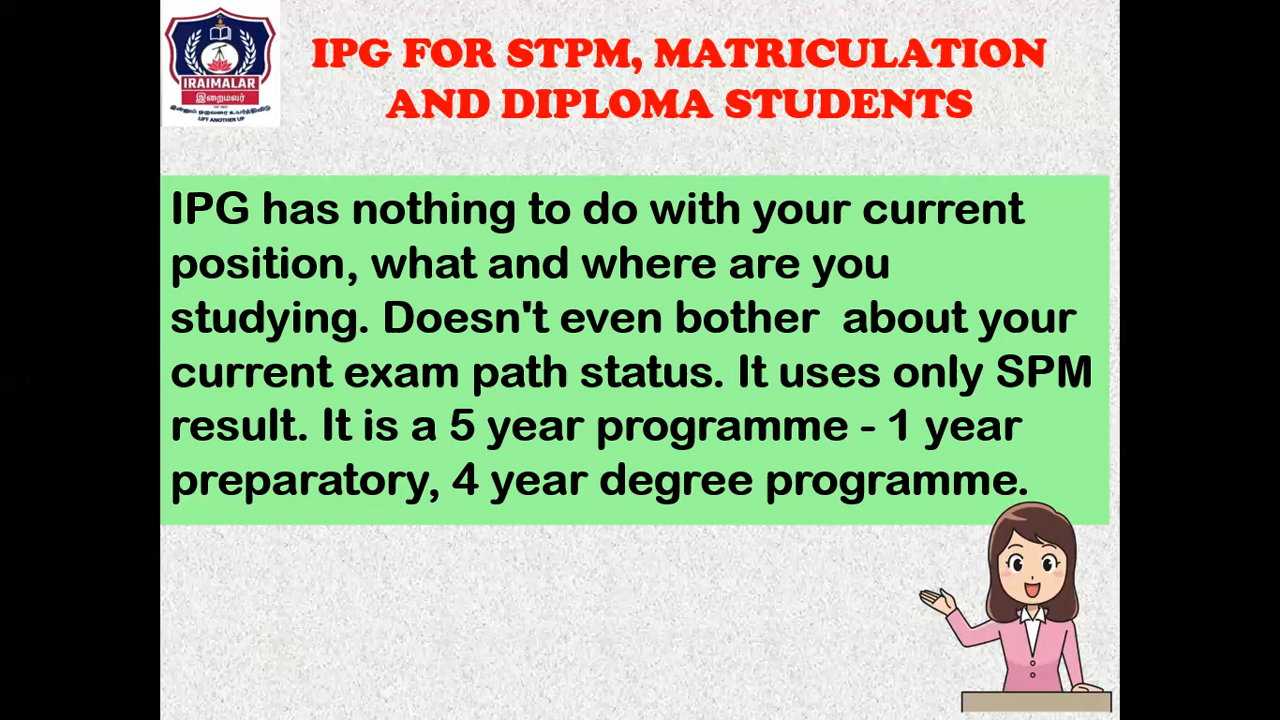 IRAIMALAR
இறைமலர்
LIFT ANOTHER UP
IPG FOR STPM, MATRICULATION
AND DIPLOMA STUDENTS
IPG has nothing to do with your current
position, what and where are you
studying. Doesn't even bother  about your
current exam path status. It uses only SPM
result. It is a 5 year programme - 1 year
preparatory, 4 year degree programme.